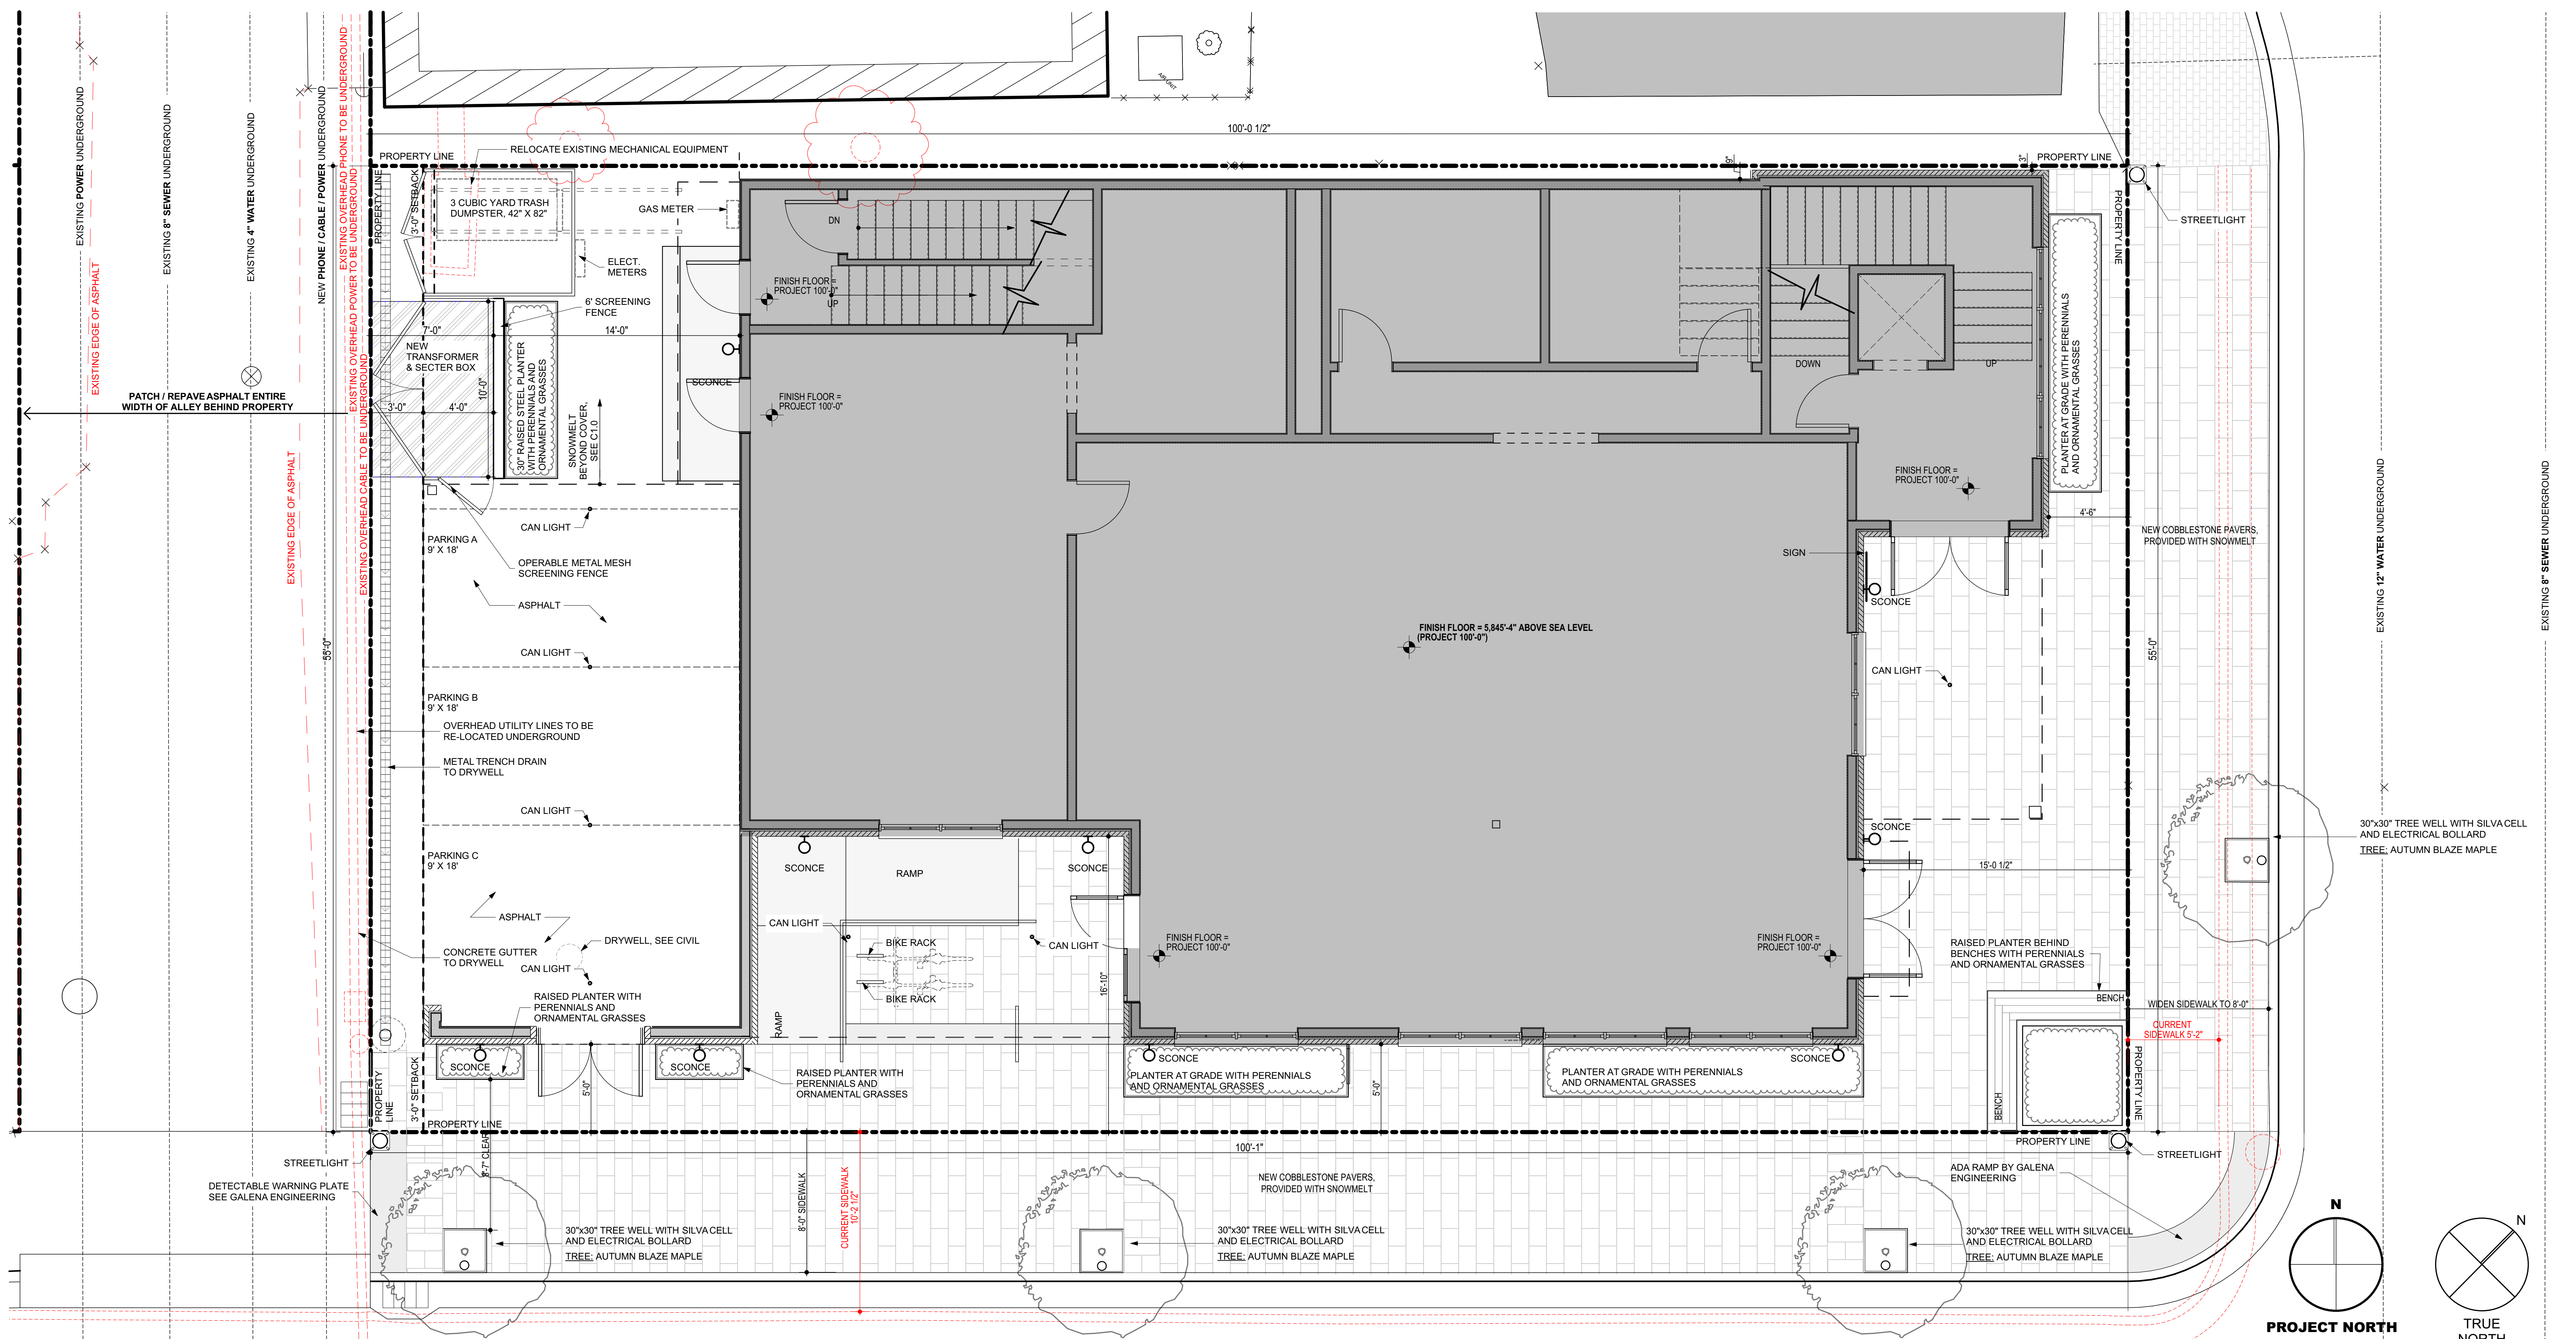 EXISTING POWER UNDERGROUND
EXISTING EDGE OF ASPHALT
EXISTING 8" SEWER UNDERGROUND
EXISTING 4" WATER UNDERGROUND
NEW PHONE / CABLE / POWER UNDERGROUND
EXISTING OVERHEAD PHONE TO BE UNDERGROUND
EXISTING OVERHEAD POWER TO BE UNDERGROUND
EXISTING OVERHEAD CABLE TO BE UNDERGROUND
EXISTING EDGE OF ASPHALT
PATCH / REPAVE ASPHALT ENTIRE
WIDTH OF ALLEY BEHIND PROPERTY
AIR UNIT
100'-0 1/2"
PROPERTY LINE
RELOCATE EXISTING MECHANICAL EQUIPMENT
9"
3"
PROPERTY LINE
PROPERTY LINE
3'-0" SETBACK
3 CUBIC YARD TRASH
DUMPSTER, 42" X 82"
GAS METER
DN
PROPERTY LINE
STREETLIGHT
ELECT.
METERS
FINISH FLOOR =
PROJECT 100'-0"
UP
6' SCREENING
FENCE
7'-0"
14'-0"
NEW
TRANSFORMER
& SECTER BOX
10'-0"
30" RAISED STEEL PLANTER
WITH PERENNIALS AND
ORNAMENTAL GRASSES
SCONCE
DOWN
UP
PLANTER AT GRADE WITH PERENNIALS
AND ORNAMENTAL GRASSES
3'-0"
4'-0"
SNOWMELT
BEYOND COVER,
SEE C1.0
FINISH FLOOR =
PROJECT 100'-0"
FINISH FLOOR =
PROJECT 100'-0"
4'-6"
NEW COBBLESTONE PAVERS,
PROVIDED WITH SNOWMELT
EXISTING 12" WATER UNDERGROUND
EXISTING 8" SEWER UNDERGROUND
CAN LIGHT
PARKING A
9' X 18'
OPERABLE METAL MESH
SCREENING FENCE
SIGN
ASPHALT
SCONCE
FINISH FLOOR = 5,845'-4" ABOVE SEA LEVEL
(PROJECT 100'-0")
55'-0"
55'-0"
CAN LIGHT
CAN LIGHT
PARKING B
9' X 18'
OVERHEAD UTILITY LINES TO BE
RE-LOCATED UNDERGROUND
METAL TRENCH DRAIN
TO DRYWELL
CAN LIGHT
SCONCE
30"x30" TREE WELL WITH SILVA CELL
AND ELECTRICAL BOLLARD
TREE: AUTUMN BLAZE MAPLE
PARKING C
9' X 18'
SCONCE
RAMP
SCONCE
15'-0 1/2"
ASPHALT
CAN LIGHT
DRYWELL, SEE CIVIL
BIKE RACK
CAN LIGHT
FINISH FLOOR =
PROJECT 100'-0"
FINISH FLOOR =
PROJECT 100'-0"
RAISED PLANTER BEHIND
BENCHES WITH PERENNIALS
AND ORNAMENTAL GRASSES
CONCRETE GUTTER
TO DRYWELL
CAN LIGHT
16'-10"
BIKE RACK
RAISED PLANTER WITH
PERENNIALS AND
ORNAMENTAL GRASSES
BENCH
WIDEN SIDEWALK TO 8'-0"
RAMP
CURRENT
SIDEWALK 5'-2"
SCONCE
SCONCE
SCONCE
SCONCE
RAISED PLANTER WITH
PERENNIALS AND
ORNAMENTAL GRASSES
PLANTER AT GRADE WITH PERENNIALS
AND ORNAMENTAL GRASSES
PLANTER AT GRADE WITH PERENNIALS
AND ORNAMENTAL GRASSES
PROPERTY
LINE
3'-0" SETBACK
5'-0"
5'-0"
BENCH
PROPERTY LINE
PROPERTY LINE
PROPERTY LINE
100'-1"
STREETLIGHT
8'-7" CLEAR
STREETLIGHT
DETECTABLE WARNING PLATE
SEE GALENA ENGINEERING
8'-0" SIDEWALK
CURRENT SIDEWALK
10'-2 1/2"
NEW COBBLESTONE PAVERS,
PROVIDED WITH SNOWMELT
ADA RAMP BY GALENA
ENGINEERING
30"x30" TREE WELL WITH SILVA CELL
AND ELECTRICAL BOLLARD
TREE: AUTUMN BLAZE MAPLE
30"x30" TREE WELL WITH SILVA CELL
AND ELECTRICAL BOLLARD
TREE: AUTUMN BLAZE MAPLE
30"x30" TREE WELL WITH SILVA CELL
AND ELECTRICAL BOLLARD
TREE: AUTUMN BLAZE MAPLE
N
N
PROJECT NORTH
TRUE
NORTH